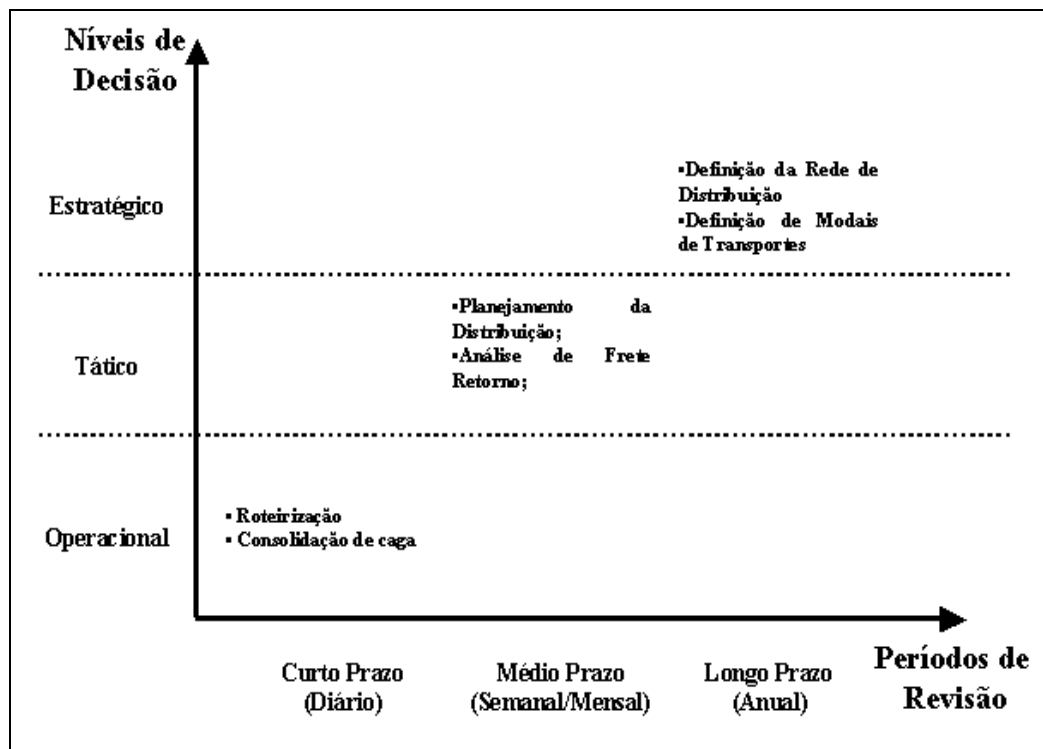 Níveis de
Decisão
▪Definição da Rede de
Distribuição
▪Definição de Modais
de Transportes
Estratégico
▪Planejamento da
Distribuição;
▪Análise de Frete
Retorno;
Tático
▪ Roteirização
▪ Consolidação de caga
Operacional
Curto Prazo
(Diário)
Médio Prazo
(Semanal/Mensal)
Longo Prazo
(Anual)
Períodos de
Revisão